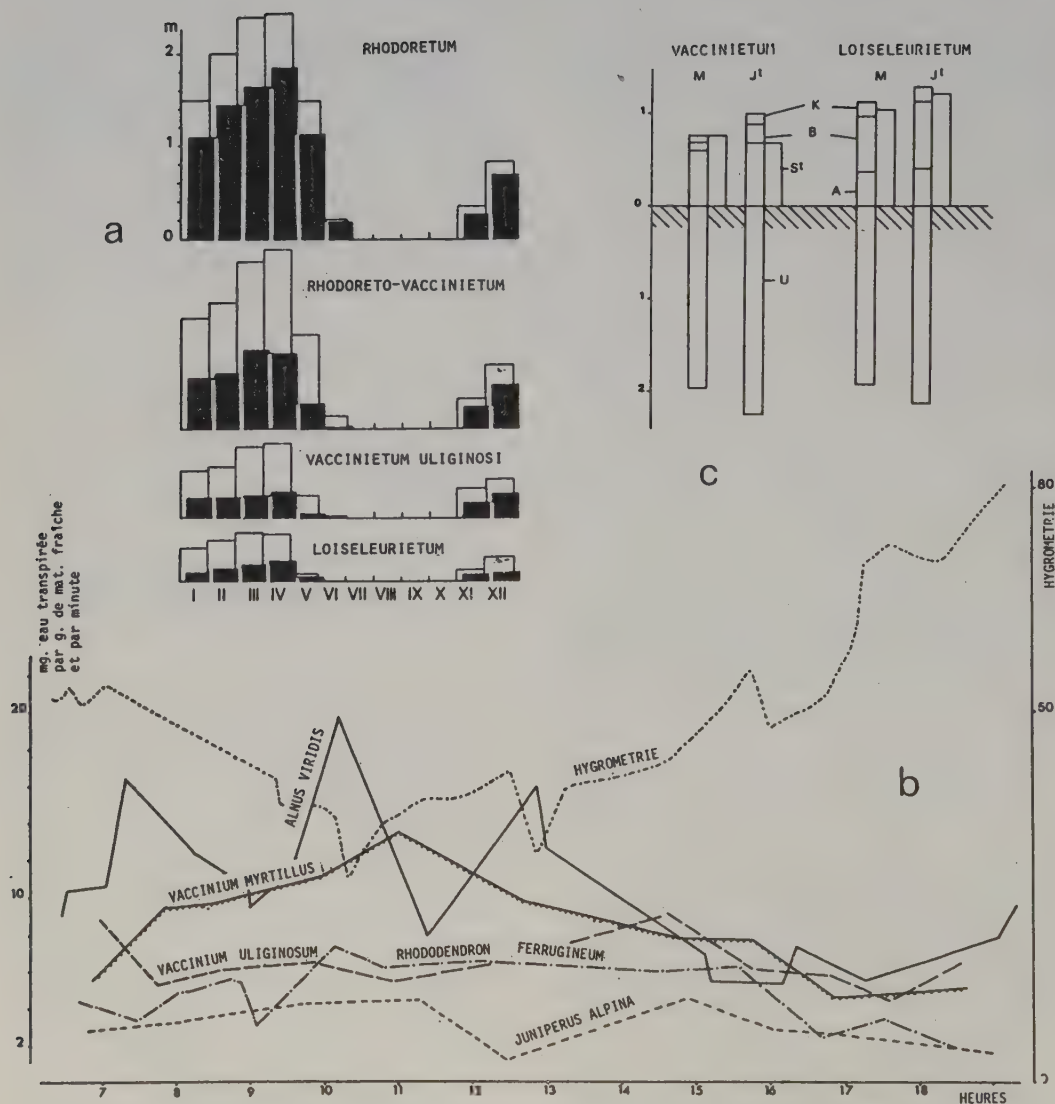 m
2
1
0
a
RHODORETUM
RHODORETO-VACCINIETUM
VACCINIETUM ULIGINOSI
LOISELEURIETUM
I II III IV V VI VII VIII IX X XI XII
VACCINIETUM LOISELEURIETUM
M Jt M Jt
1
0
1
2
K
B
St
A
U
c
mg. eau transpirée
par g. de mat. fraîche
et par minute
20
10
2
80
50
HYGROMETRIE
ALNUS VIRIDIS
HYGROMETRIE
b
VACCINIUM MYRTILLUS
VACCINIUM ULIGINOSUM
RHODODENDRON FERRUGINEUM
JUNIPERUS ALPINA
7 8 9 10 11 12 13 14 15 16 17 18
HEURES